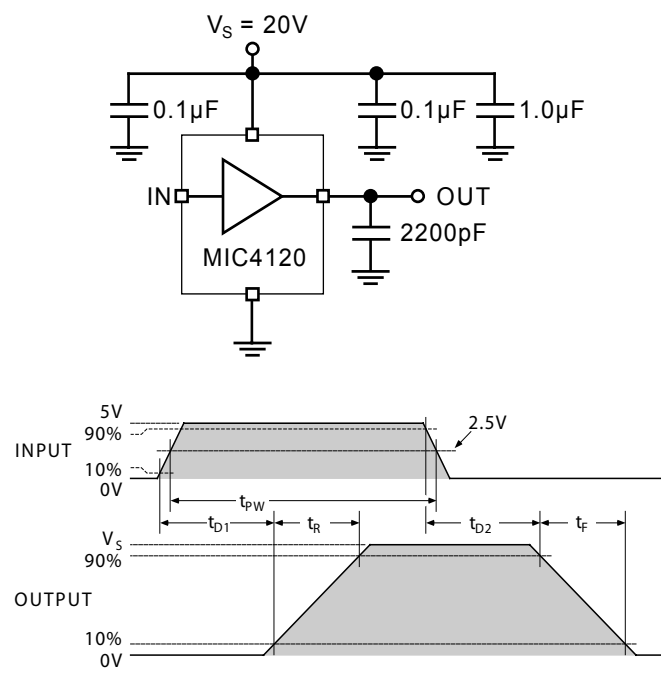 V_S = 20V
0.1µF
0.1µF
1.0µF
IN
OUT
2200pF
MIC4120
5V
90%
2.5V
INPUT
10%
0V
t_PW
t_D1
t_R
t_D2
t_F
V_S
90%
OUTPUT
10%
0V